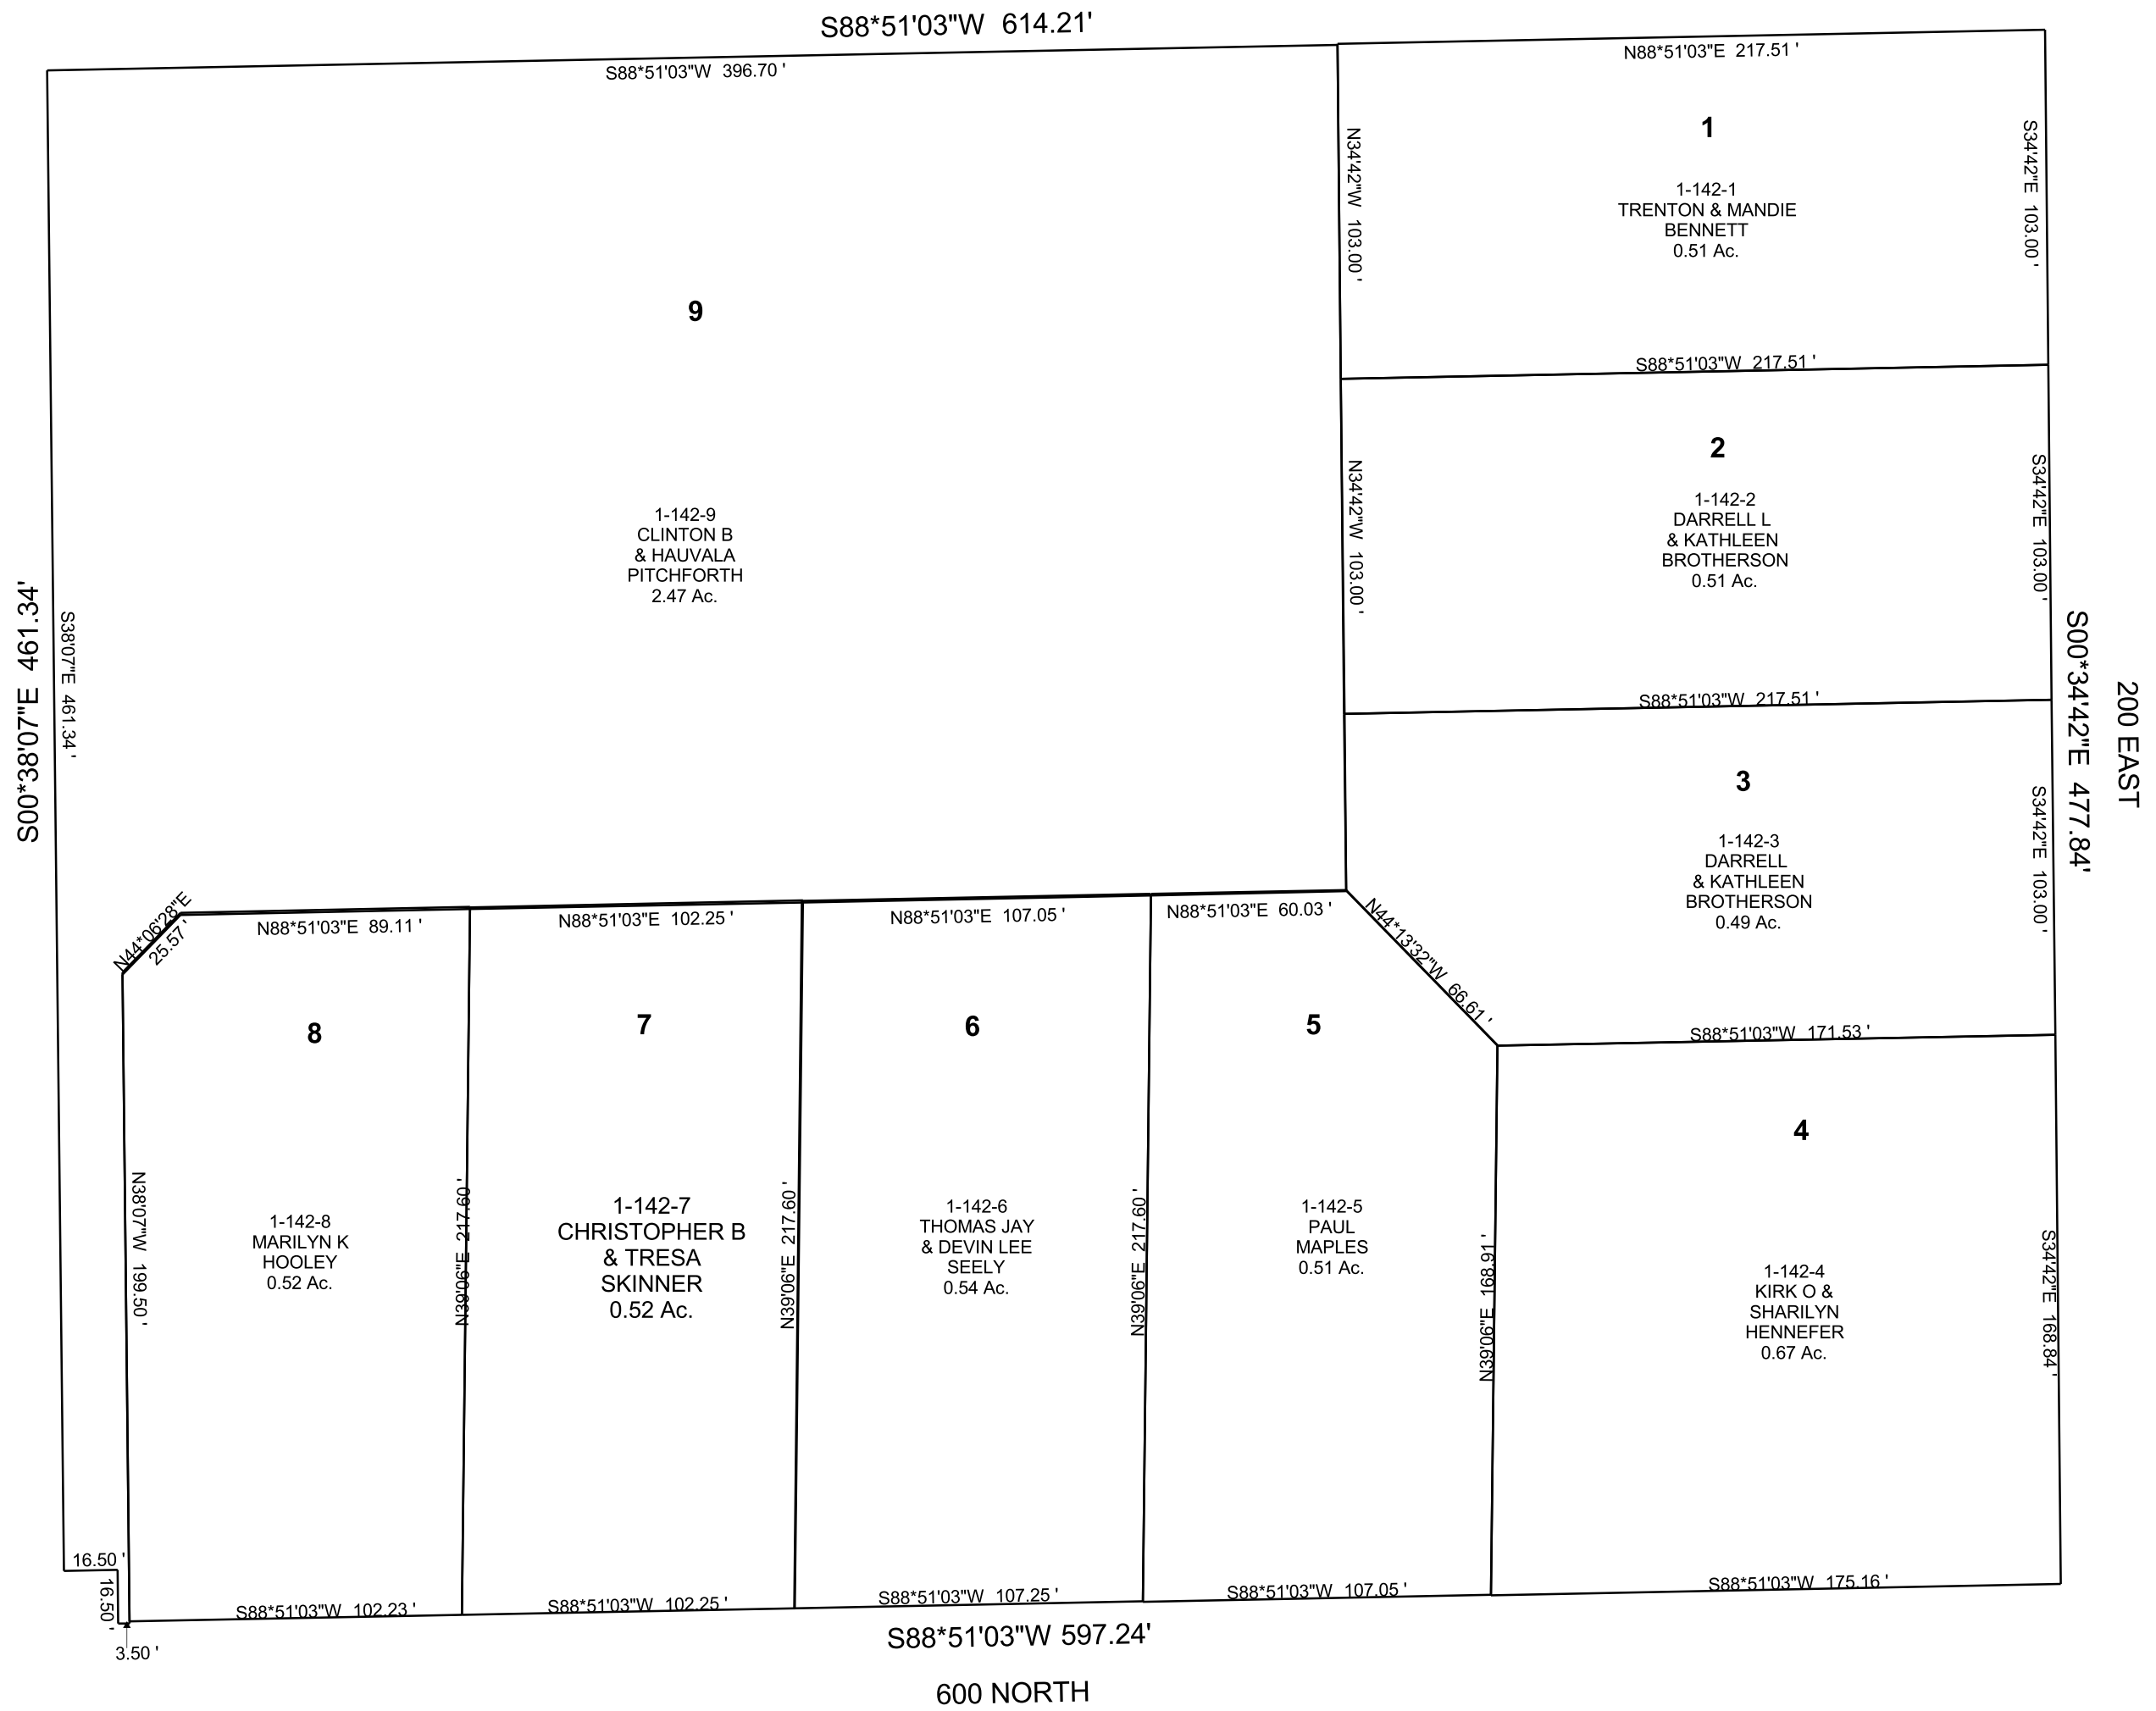 S88*51'03"W 614.21'
S88*51'03"W 396.70 '
N88*51'03"E 217.51 '
1
N34'42"W 103.00 '
S34'42"E 103.00 '
1-142-1
TRENTON & MANDIE
BENNETT
0.51 Ac.
9
S88*51'03"W 217.51 '
2
N34'42"W 103.00 '
S34'42"E 103.00 '
1-142-2
DARRELL L
& KATHLEEN
BROTHERSON
0.51 Ac.
1-142-9
CLINTON B
& HAUVALA
PITCHFORTH
2.47 Ac.
S00*38'07"E 461.34'
S38'07"E 461.34 '
S88*51'03"W 217.51 '
S00*34'42"E 477.84'
200 EAST
3
S34'42"E 103.00 '
1-142-3
DARRELL
& KATHLEEN
BROTHERSON
0.49 Ac.
N44*06'28"E
25.57 '
N88*51'03"E 89.11 '
N88*51'03"E 102.25 '
N88*51'03"E 107.05 '
N88*51'03"E 60.03 '
N44*13'32"W 66.61 '
8
7
6
5
S88*51'03"W 171.53 '
4
N38'07"W 199.50 '
1-142-8
MARILYN K
HOOLEY
0.52 Ac.
N39'06"E 217.60 '
1-142-7
CHRISTOPHER B
& TRESA
SKINNER
0.52 Ac.
N39'06"E 217.60 '
1-142-6
THOMAS JAY
& DEVIN LEE
SEELY
0.54 Ac.
N39'06"E 217.60 '
1-142-5
PAUL
MAPLES
0.51 Ac.
N39'06"E 168.91 '
1-142-4
KIRK O &
SHARILYN
HENNEFER
0.67 Ac.
S34'42"E 168.84 '
16.50 '
16.50 '
3.50 '
S88*51'03"W 102.23 '
S88*51'03"W 102.25 '
S88*51'03"W 107.25 '
S88*51'03"W 107.05 '
S88*51'03"W 175.16 '
S88*51'03"W 597.24'
600 NORTH